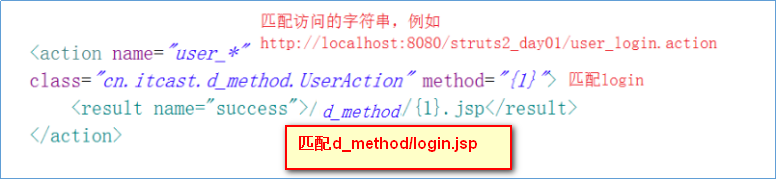 匹配访问的字符串，例如
http://localhost:8080/struts2_day01/user_login.action
<action name="user_*"
class="cn.itcast.d_method.UserAction" method="{1}"> 匹配login
<result name="success">/d_method/{1}.jsp</result>
</action>
匹配d_method/login.jsp